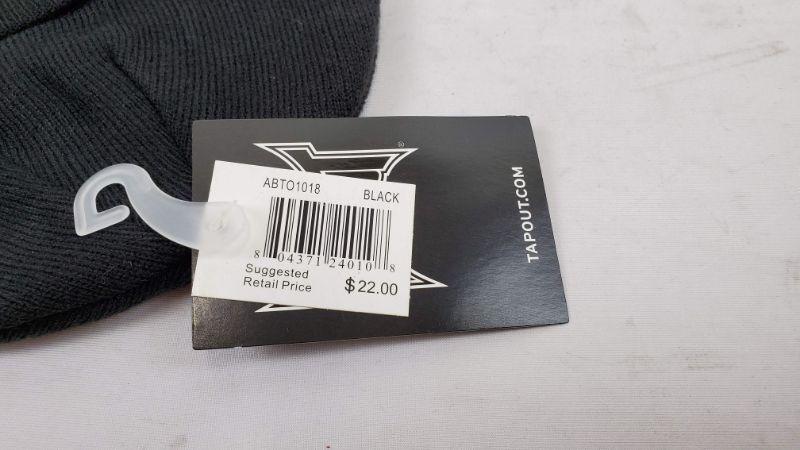 ABTO1018 BLACK
8 04371 24010 8
Suggested
Retail Price $22.00
TAPOUT.COM
®